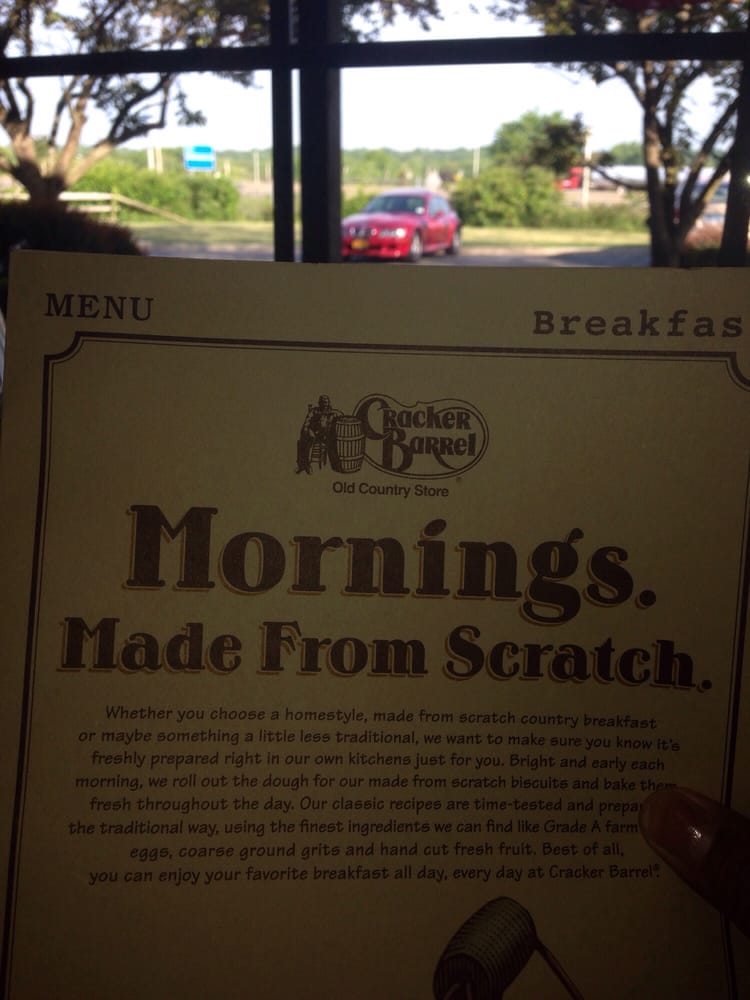 MENU
Breakfas
Cracker
Barrel
Old Country Store
Mornings.
Made From Scratch.
Whether you choose a homestyle, made from scratch country breakfast
or maybe something a little less traditional, we want to make sure you know it's
freshly prepared right in our own kitchens just for you. Bright and early each
morning, we roll out the dough for our made from scratch biscuits and bake them
fresh throughout the day. Our classic recipes are time-tested and prepar
the traditional way, using the finest ingredients we can find like Grade A farm
eggs, coarse ground grits and hand cut fresh fruit. Best of all,
you can enjoy your favorite breakfast all day, every day at Cracker Barrel®.